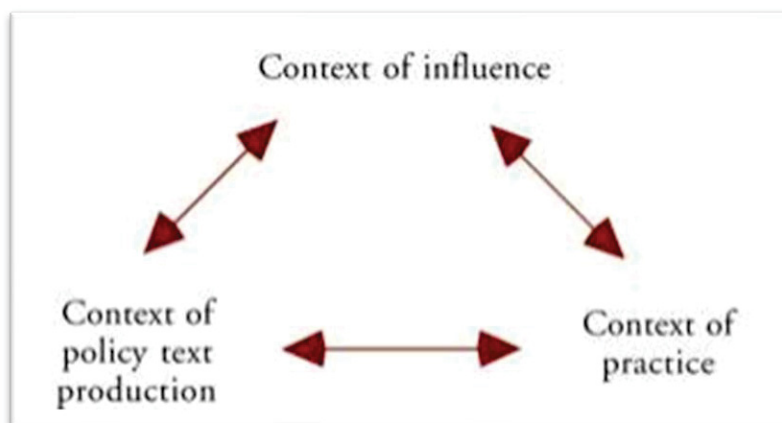 Context of influence
Context of
policy text
production
Context of
practice